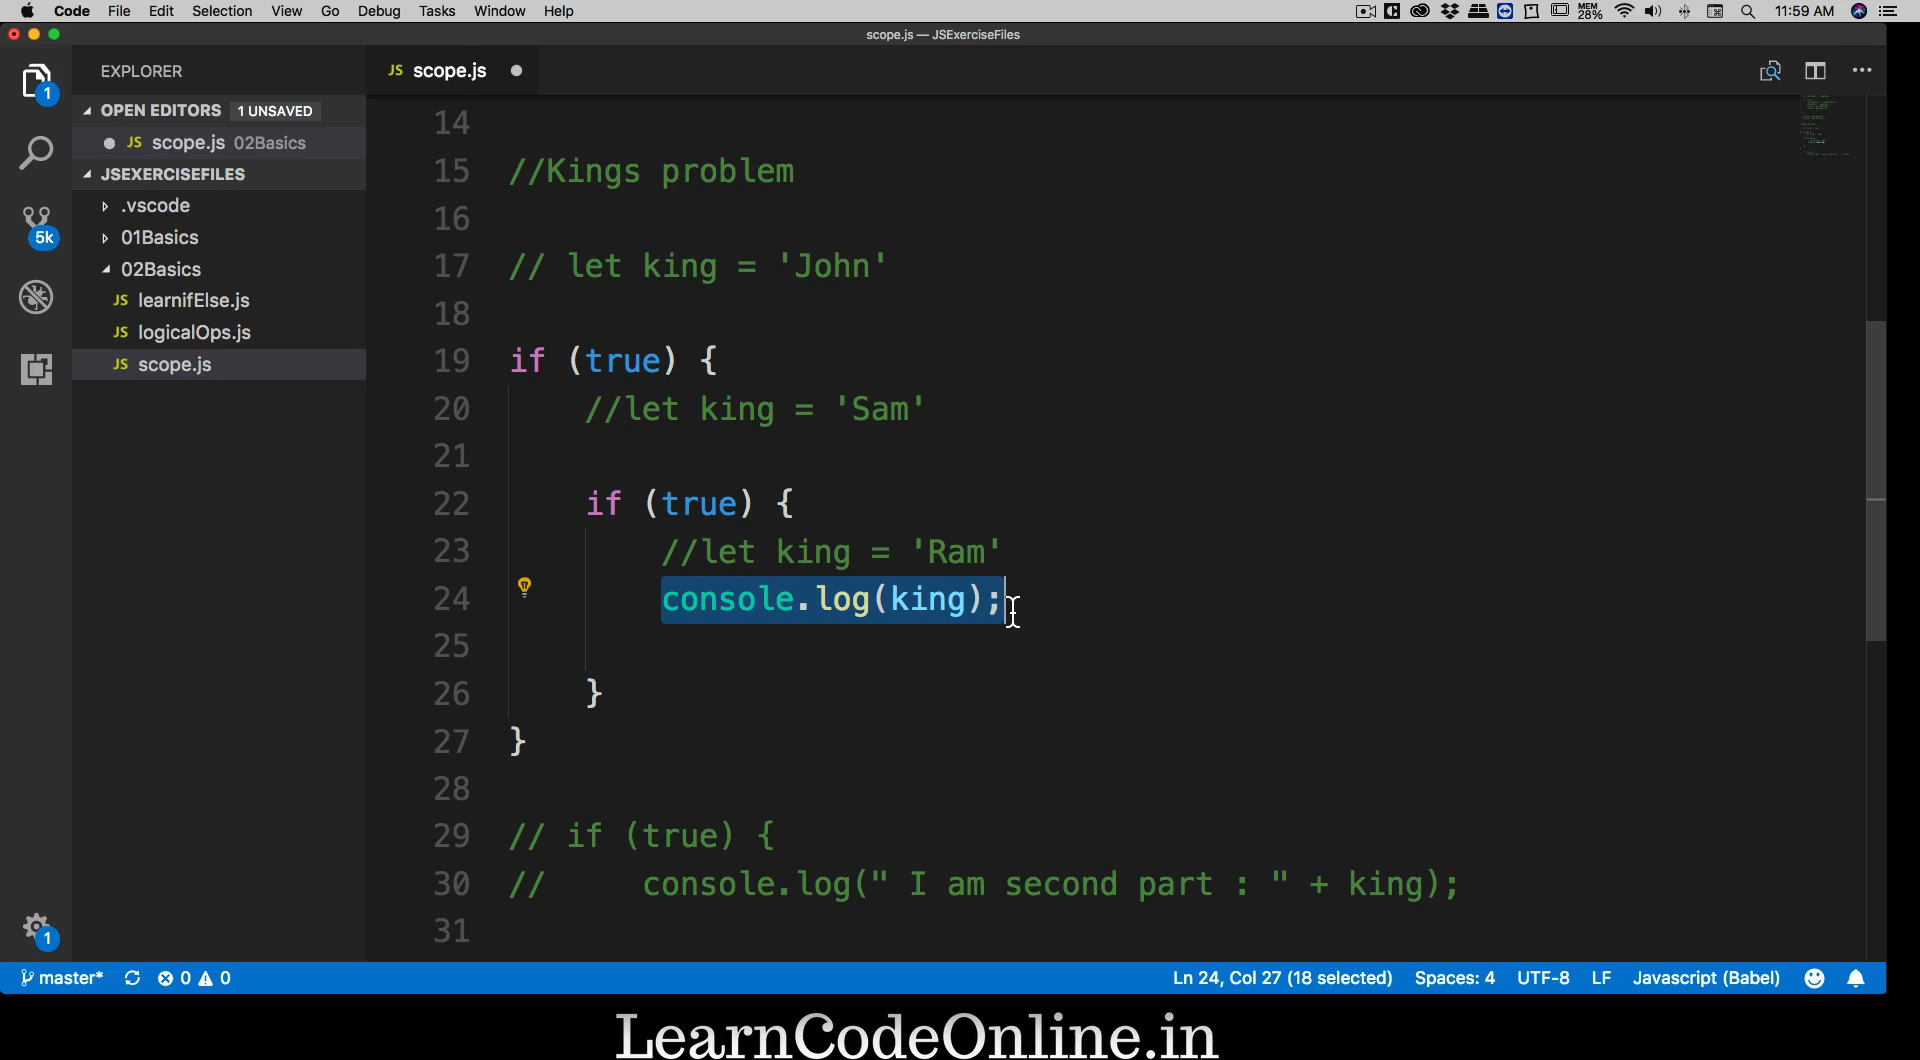 Code File Edit Selection View Go Debug Tasks Window Help MEM 28% 11:59 AM
scope.js — JSExerciseFiles
EXPLORER
JS scope.js
OPEN EDITORS 1 UNSAVED
JS scope.js 02Basics
JSEXERCISEFILES
.vscode
01Basics
02Basics
JS learnifElse.js
JS logicalOps.js
JS scope.js
1
5k
1
14
15 //Kings problem
16
17 // let king = 'John'
18
19 if (true) {
20 //let king = 'Sam'
21
22 if (true) {
23 //let king = 'Ram'
24 console.log(king);
25
26 }
27 }
28
29 // if (true) {
30 // console.log(" I am second part : " + king);
31
master* 0 0 Ln 24, Col 27 (18 selected) Spaces: 4 UTF-8 LF Javascript (Babel)
LearnCodeOnline.in